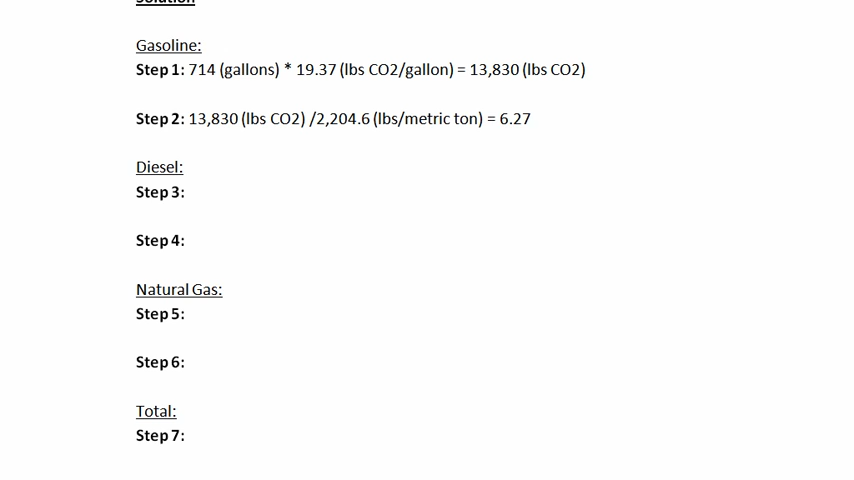 Solution
Gasoline:
Step 1: 714 (gallons) * 19.37 (lbs CO2/gallon) = 13,830 (lbs CO2)
Step 2: 13,830 (lbs CO2) /2,204.6 (lbs/metric ton) = 6.27
Diesel:
Step 3:
Step 4:
Natural Gas:
Step 5:
Step 6:
Total:
Step 7: